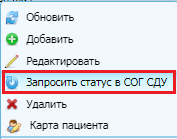 Обновить
Добавить
Редактировать
Запросить статус в СОГ СДУ
Удалить
Карта пациента